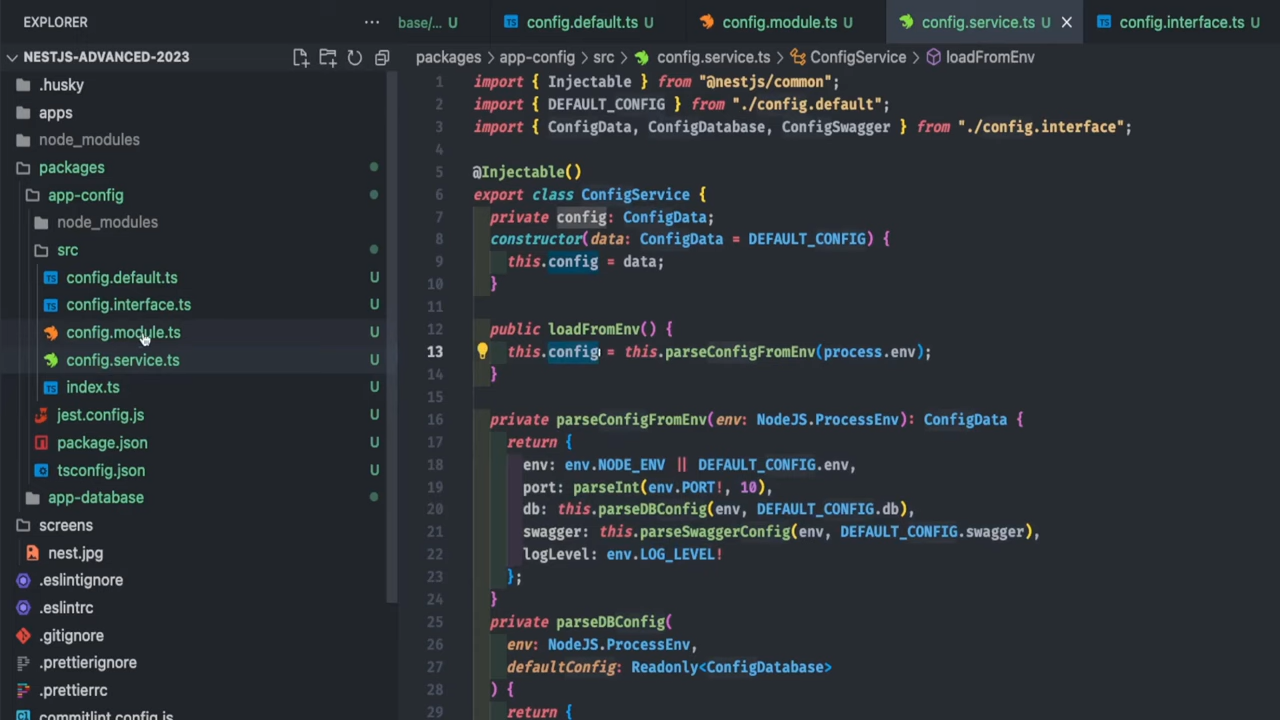 EXPLORER
NESTJS-ADVANCED-2023
.husky
apps
node_modules
packages
app-config
node_modules
src
config.default.ts U
config.interface.ts U
config.module.ts U
config.service.ts U
index.ts U
jest.config.js U
package.json U
tsconfig.json U
app-database
screens
nest.jpg
.eslintignore
.eslintrc
.gitignore
.prettierignore
.prettierrc
commitlint.config.js
base/... U
config.default.ts U
config.module.ts U
config.service.ts U
config.interface.ts U
packages > app-config > src > config.service.ts > ConfigService > loadFromEnv
1 import { Injectable } from "@nestjs/common";
2 import { DEFAULT_CONFIG } from "./config.default";
3 import { ConfigData, ConfigDatabase, ConfigSwagger } from "./config.interface";
4
5 @Injectable()
6 export class ConfigService {
7 private config: ConfigData;
8 constructor(data: ConfigData = DEFAULT_CONFIG) {
9 this.config = data;
10 }
11
12 public loadFromEnv() {
13 this.config = this.parseConfigFromEnv(process.env);
14 }
15
16 private parseConfigFromEnv(env: NodeJS.ProcessEnv): ConfigData {
17 return {
18 env: env.NODE_ENV || DEFAULT_CONFIG.env,
19 port: parseInt(env.PORT!, 10),
20 db: this.parseDBConfig(env, DEFAULT_CONFIG.db),
21 swagger: this.parseSwaggerConfig(env, DEFAULT_CONFIG.swagger),
22 logLevel: env.LOG_LEVEL!
23 };
24 }
25 private parseDBConfig(
26 env: NodeJS.ProcessEnv,
27 defaultConfig: Readonly<ConfigDatabase>
28 ) {
29 return {